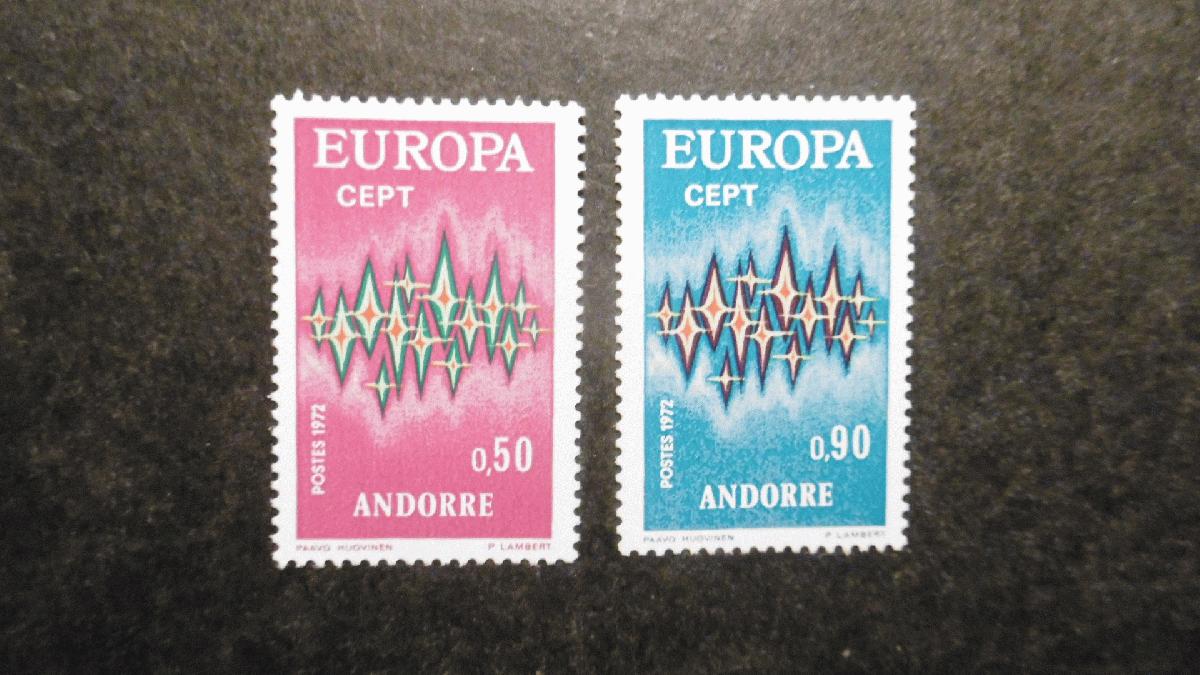 EUROPA
CEPT
POSTES 1972
0,50
ANDORRE
PAAVO HUOVINEN P. LAMBERT
EUROPA
CEPT
POSTES 1972
0,90
ANDORRE
PAAVO HUOVINEN P. LAMBERT